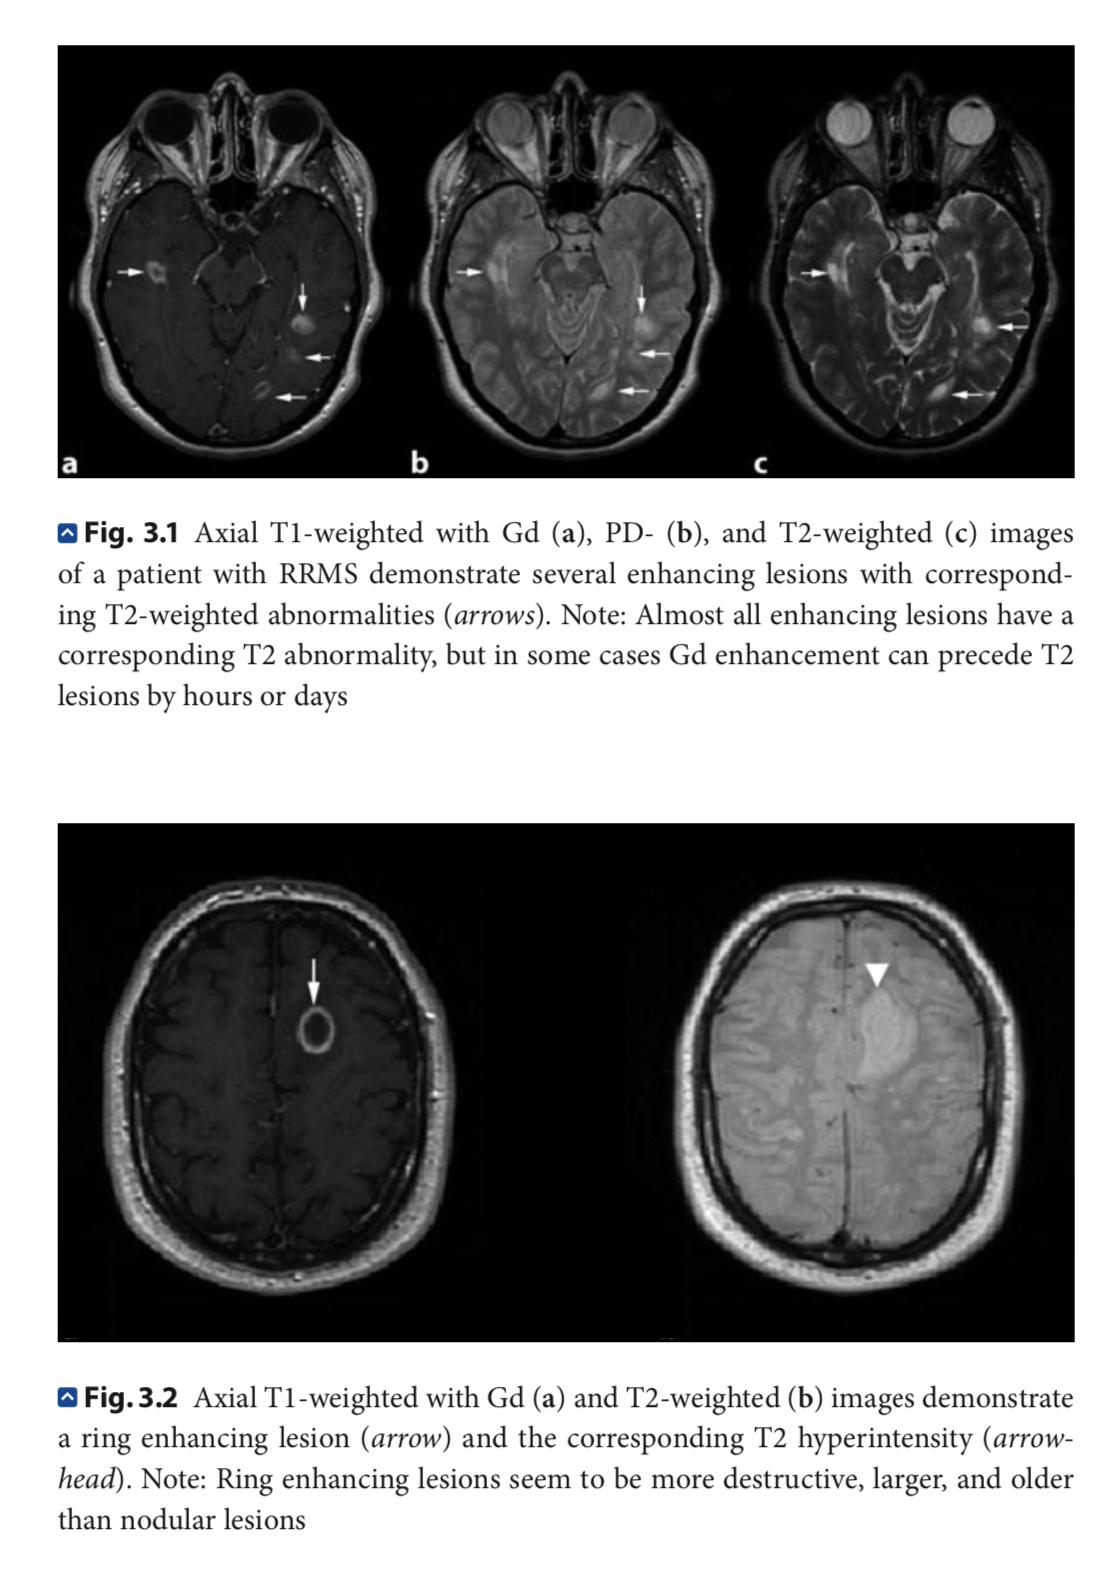 a b c
Fig. 3.1 Axial T1-weighted with Gd (a), PD- (b), and T2-weighted (c) images
of a patient with RRMS demonstrate several enhancing lesions with correspond-
ing T2-weighted abnormalities (arrows). Note: Almost all enhancing lesions have a
corresponding T2 abnormality, but in some cases Gd enhancement can precede T2
lesions by hours or days
Fig. 3.2 Axial T1-weighted with Gd (a) and T2-weighted (b) images demonstrate
a ring enhancing lesion (arrow) and the corresponding T2 hyperintensity (arrow-
head). Note: Ring enhancing lesions seem to be more destructive, larger, and older
than nodular lesions